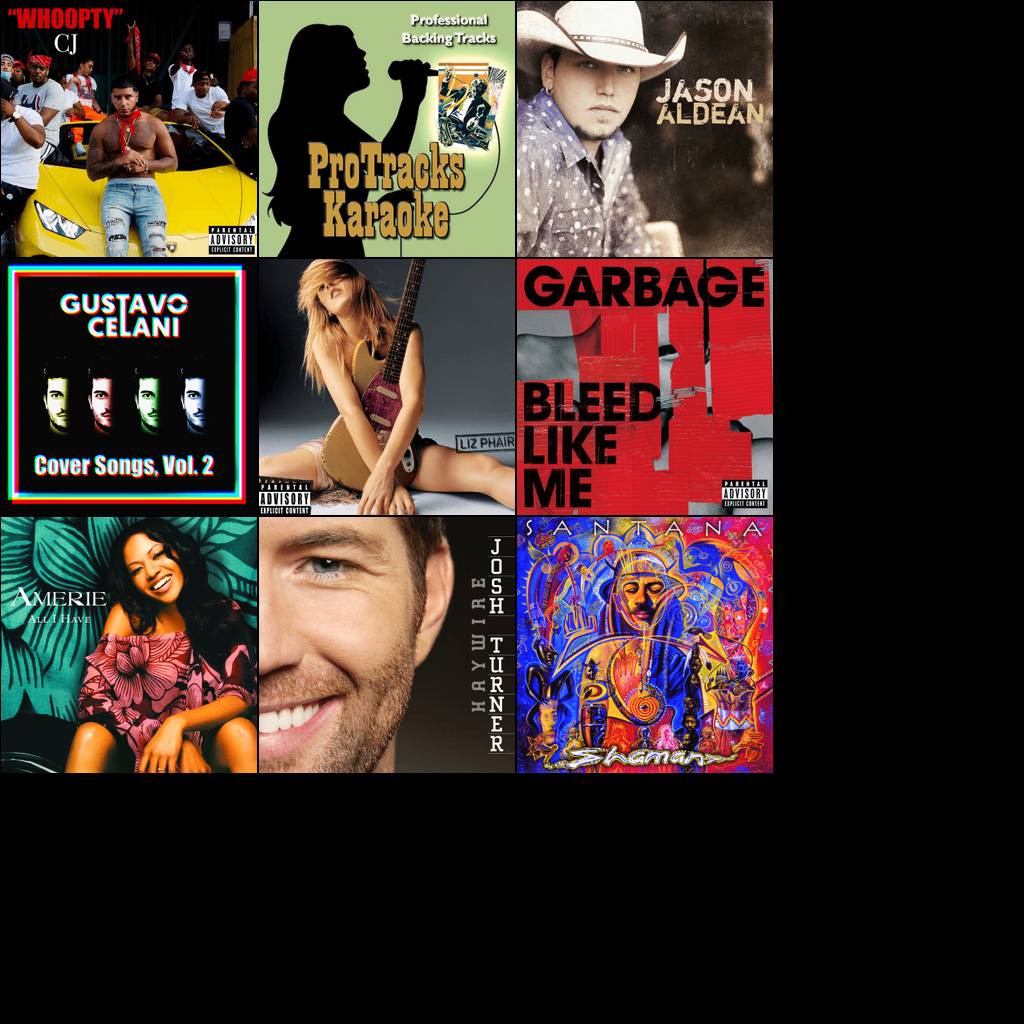 "WHOOPTY"
CJ
PARENTAL
ADVISORY
EXPLICIT CONTENT
Professional
Backing Tracks
ProTracks
Karaoke
JASON
ALDEAN
GUSTAVO
CELANI
Cover Songs, Vol. 2
LIZ PHAIR
PARENTAL
ADVISORY
EXPLICIT CONTENT
GARBAGE
BLEED
LIKE
ME
PARENTAL
ADVISORY
EXPLICIT CONTENT
AMERIE
ALL I HAVE
JOSH TURNER
HAYWIRE
SANTANA
Shaman